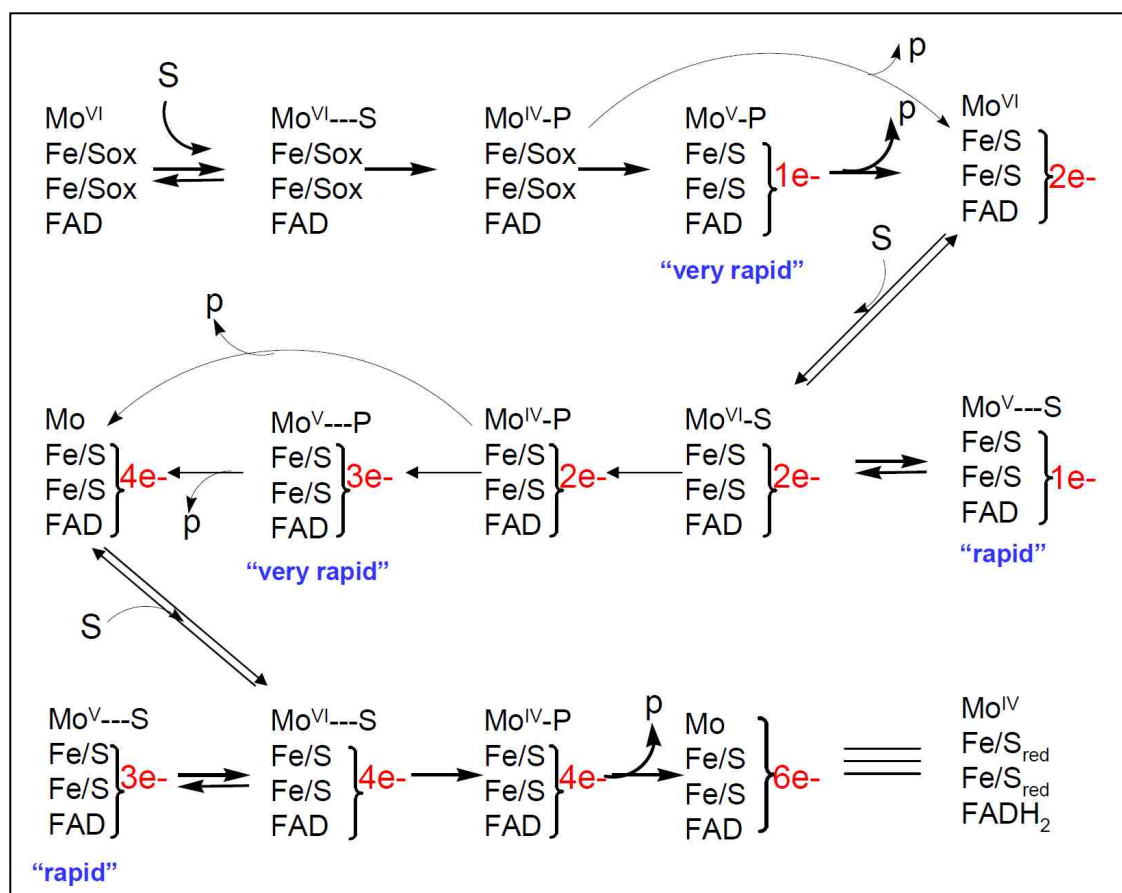 S
p
p
Mo^VI
Fe/Sox
Fe/Sox
FAD
Mo^VI---S
Fe/Sox
Fe/Sox
FAD
Mo^IV-P
Fe/Sox
Fe/Sox
FAD
Mo^V-P
Fe/S
Fe/S
FAD
1e-
"very rapid"
Mo^VI
Fe/S
Fe/S
FAD
2e-
S
p
Mo
Fe/S
Fe/S
FAD
4e-
p
Mo^V---P
Fe/S
Fe/S
FAD
3e-
"very rapid"
Mo^IV-P
Fe/S
Fe/S
FAD
2e-
Mo^VI-S
Fe/S
Fe/S
FAD
2e-
Mo^V---S
Fe/S
Fe/S
FAD
1e-
"rapid"
S
Mo^V---S
Fe/S
Fe/S
FAD
3e-
"rapid"
Mo^VI---S
Fe/S
Fe/S
FAD
4e-
Mo^IV-P
Fe/S
Fe/S
FAD
4e-
p
Mo
Fe/S
Fe/S
FAD
6e-
Mo^IV
Fe/S_red
Fe/S_red
FADH_2